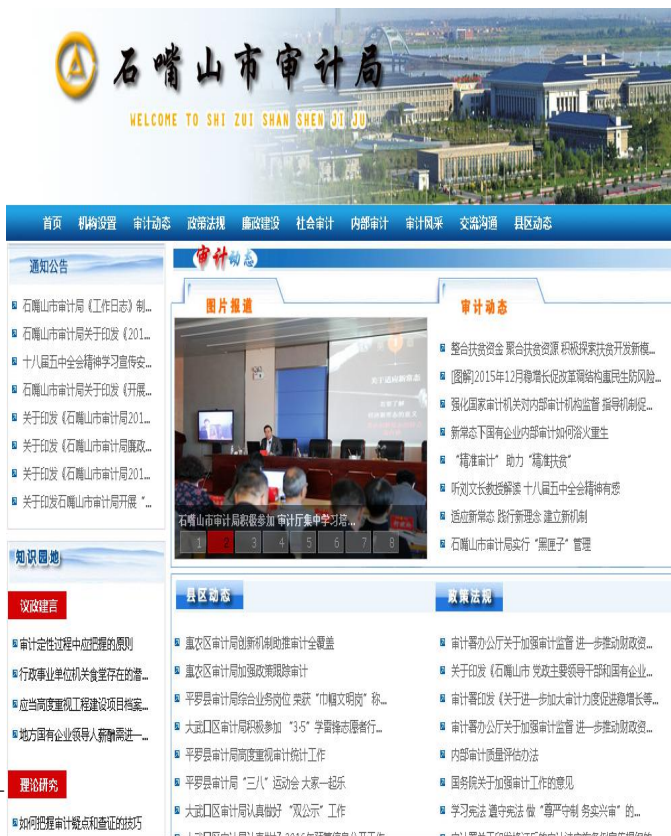 石嘴山市审计局
WELCOME TO SHI ZUI SHAN SHEN JI JU
首页 机构设置 审计动态 政策法规 廉政建设 社会审计 内部审计 审计风采 交流沟通 县区动态
通知公告
石嘴山市审计局《工作日志》制...
石嘴山市审计局关于印发《201...
十八届五中全会精神学习宣传安...
石嘴山市审计局关于印发《开展...
关于印发《石嘴山市审计局201...
关于印发《石嘴山市审计局廉政...
关于印发《石嘴山市审计局201...
关于印发石嘴山市审计局开展“...
审计动态
图片报道
关于适应新常态
石嘴山市审计局积极参加 审计厅集中学习培...
1 2 3 4 5 6 7 8
审计动态
整合扶贫资金 聚合扶贫资源 积极探索扶贫开发新模...
[图解]2015年12月稳增长促改革调结构惠民生防风险...
强化国家审计机关对内部审计机构监督 指导机制促...
新常态下国有企业内部审计如何浴火重生
“精准审计” 助力“精准扶贫”
听刘文长教授解读 十八届五中全会精神有感
适应新常态 践行新理念 建立新机制
石嘴山市审计局实行“黑匣子”管理
知识园地
议政建言
审计定性过程中应把握的原则
行政事业单位机关食堂存在的潜...
应当高度重视工程建设项目档案...
地方国有企业领导人薪酬需进一...
理论研究
如何把握审计疑点和查证的技巧
县区动态
惠农区审计局创新机制助推审计全覆盖
惠农区审计局加强政策跟踪审计
平罗县审计局综合业务岗位 荣获“巾帼文明岗”称...
大武口区审计局积极参加 “3·5”学雷锋志愿者行...
平罗县审计局高度重视审计统计工作
平罗县审计局“三八”运动会 大家一起乐
大武口区审计局认真做好“双公示”工作
政策法规
审计署办公厅关于加强审计监督 进一步推动财政资...
关于印发《石嘴山市 党政主要领导干部和国有企业...
审计署印发《关于进一步加大审计力度促进稳增长等...
审计署办公厅关于加强审计监督 进一步推动财政资...
内部审计质量评估办法
国务院关于加强审计工作的意见
学习宪法 遵守宪法 做“尊严守制 务实兴审”的...